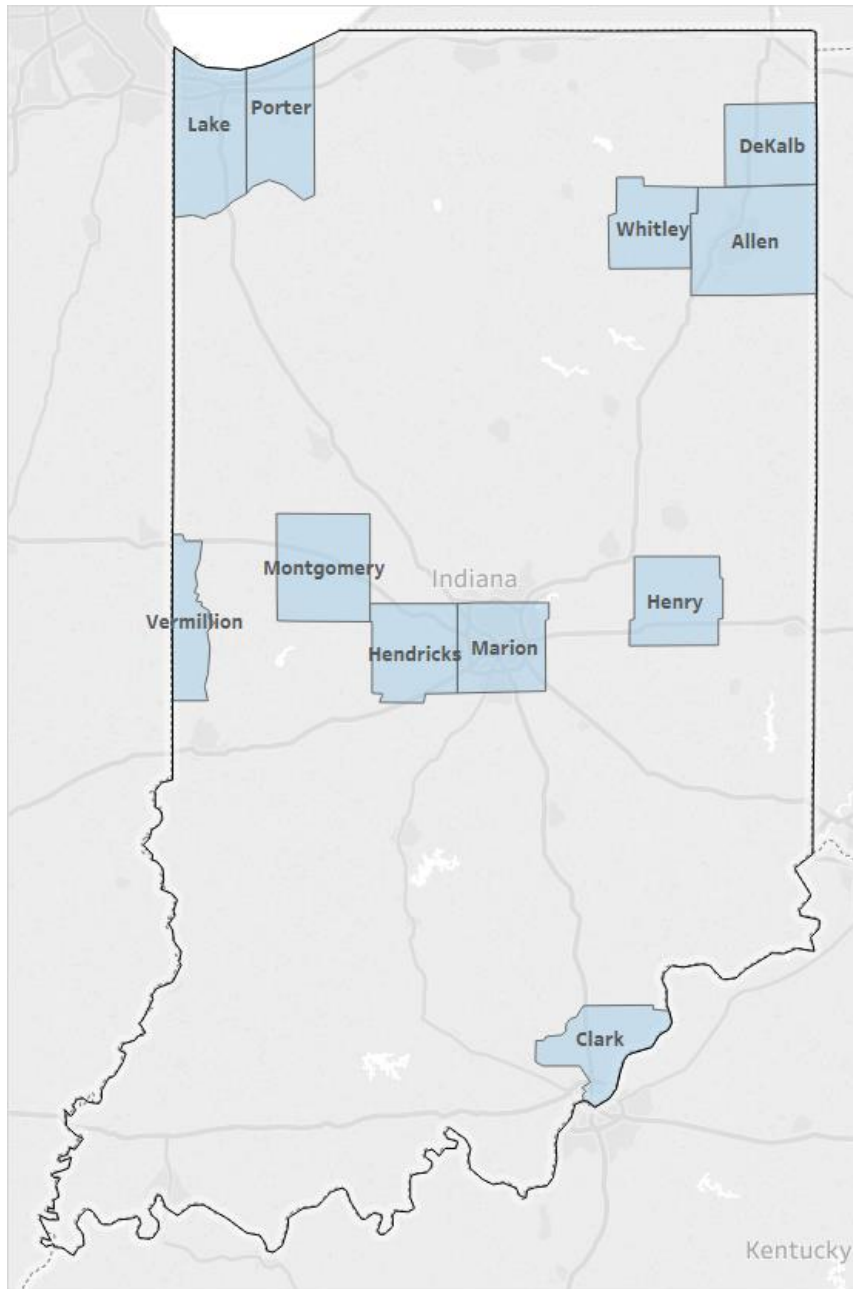 Porter
Lake
DeKalb
Whitley
Allen
Montgomery
Indiana
Henry
Vermillion
Hendricks
Marion
Clark
Kentucky